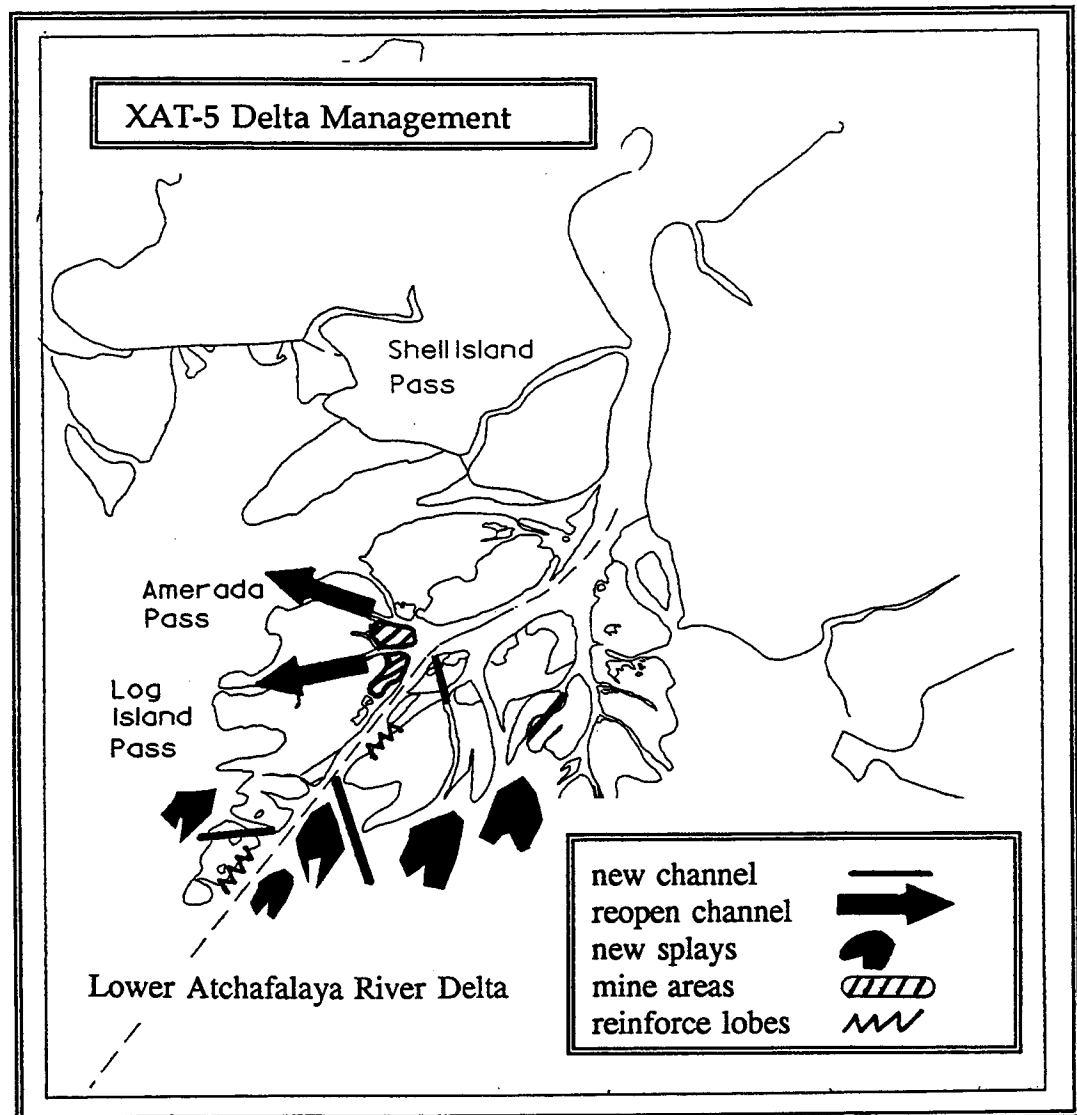 XAT-5 Delta Management
Shell Island
Pass
Amerada
Pass
Log
Island
Pass
Lower Atchafalaya River Delta
new channel
reopen channel
new splays
mine areas
reinforce lobes